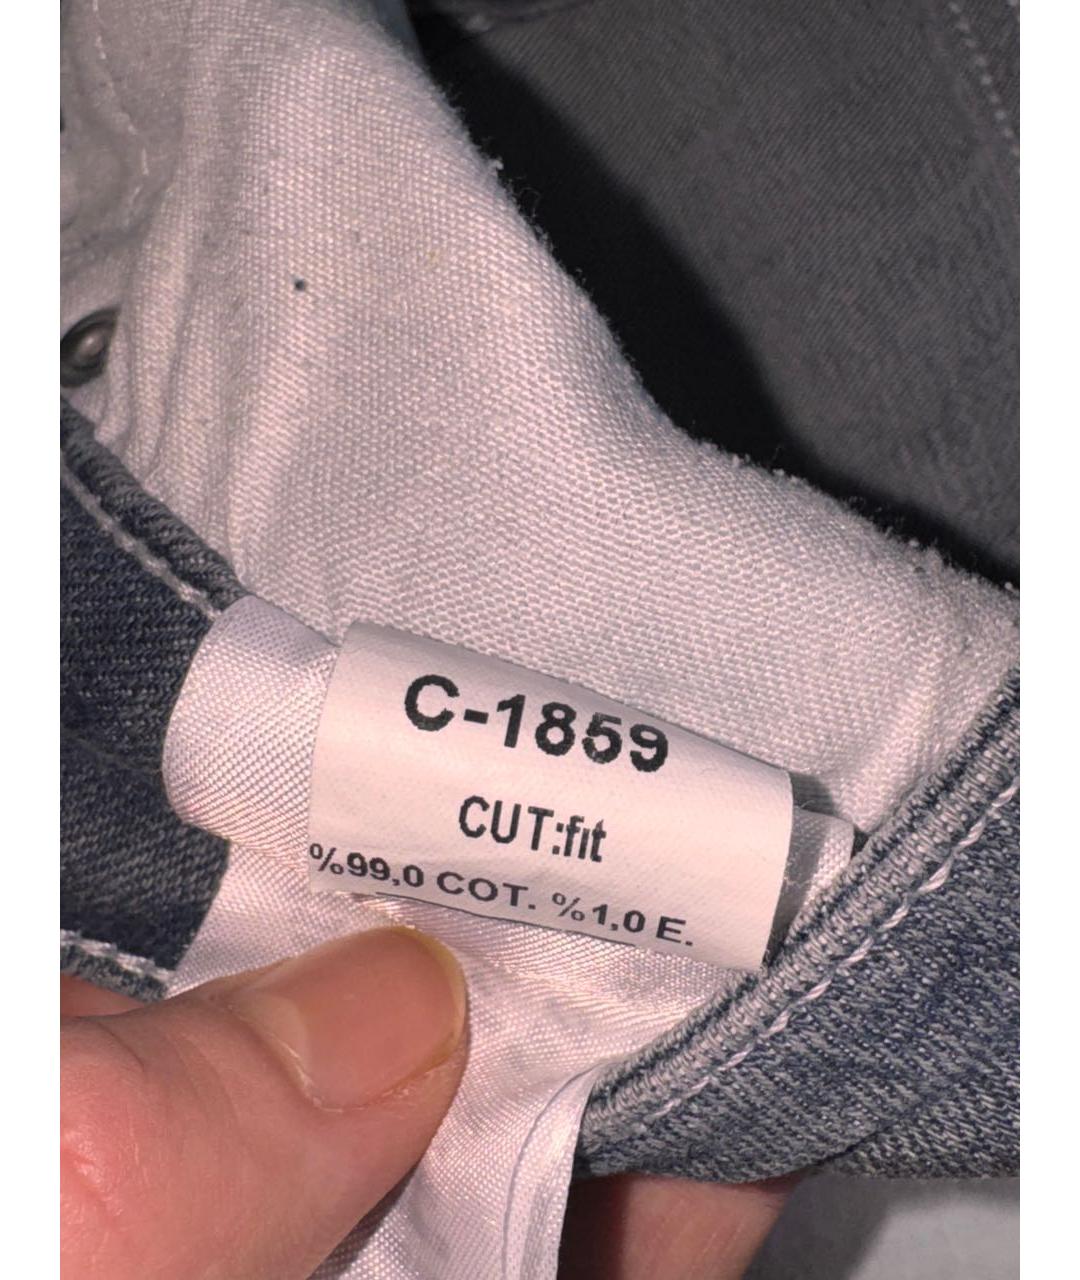 C-1859
CUT:fit
%99,0 COT. %1,0 E.